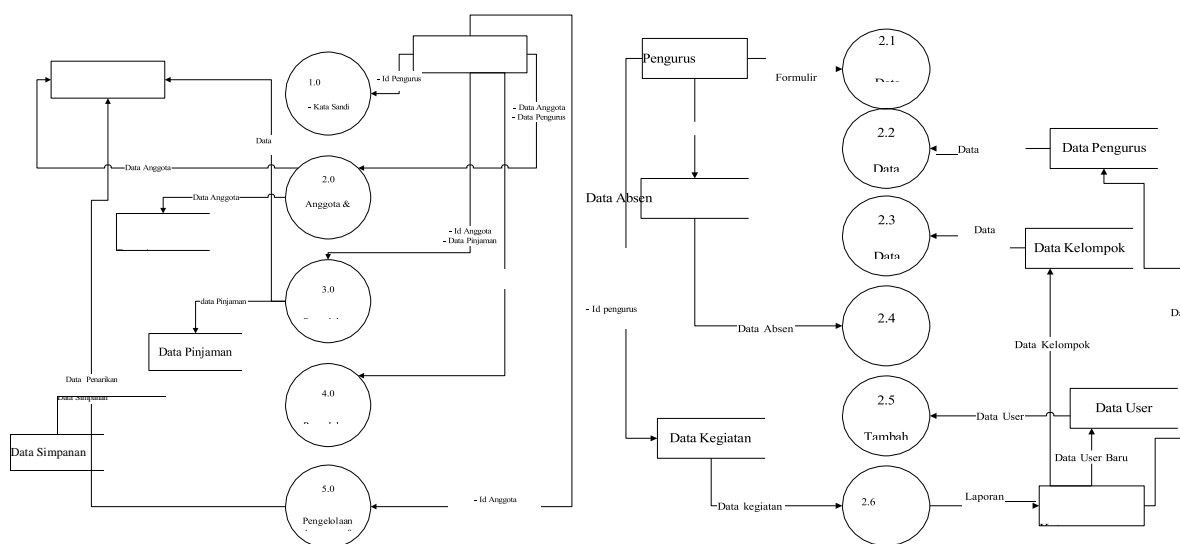 1.0
- Kata Sandi
- Id Pengurus
- Data Anggota
- Data Pengurus
Data
Data Anggota
2.0
Anggota &
Data Anggota
- Id Anggota
- Data Pinjaman
3.0
data Pinjaman
Data Pinjaman
Data Penarikan
Data Simpanan
4.0
Data Simpanan
5.0
Pengelolaan
- Id Anggota
Pengurus
Formulir
2.1
Data
2.2
Data
Data
Data Pengurus
Data Absen
2.3
Data
Data
Data Kelompok
- Id pengurus
Data Absen
2.4
Data Kelompok
2.5
Tambah
Data User
Data User
Data Kegiatan
Data User Baru
Data kegiatan
2.6
Laporan